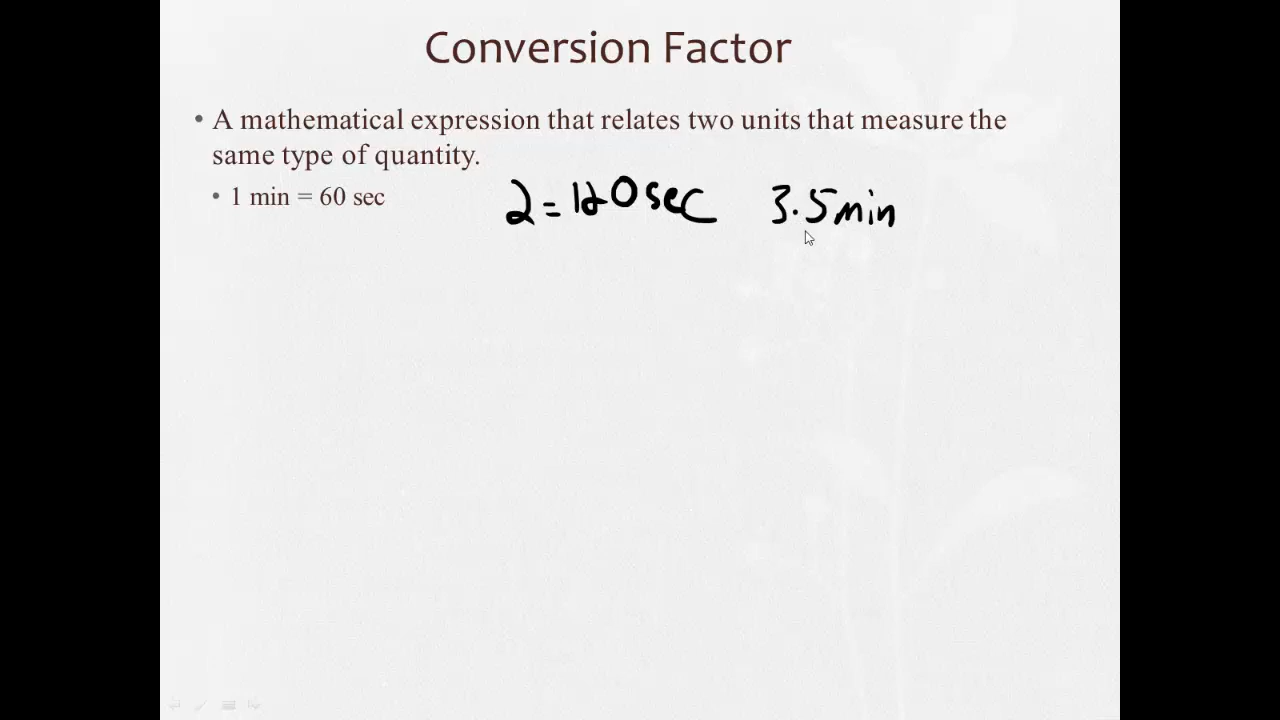 Conversion Factor
• A mathematical expression that relates two units that measure the
same type of quantity.
• 1 min = 60 sec 2 = 120 sec 3.5 min